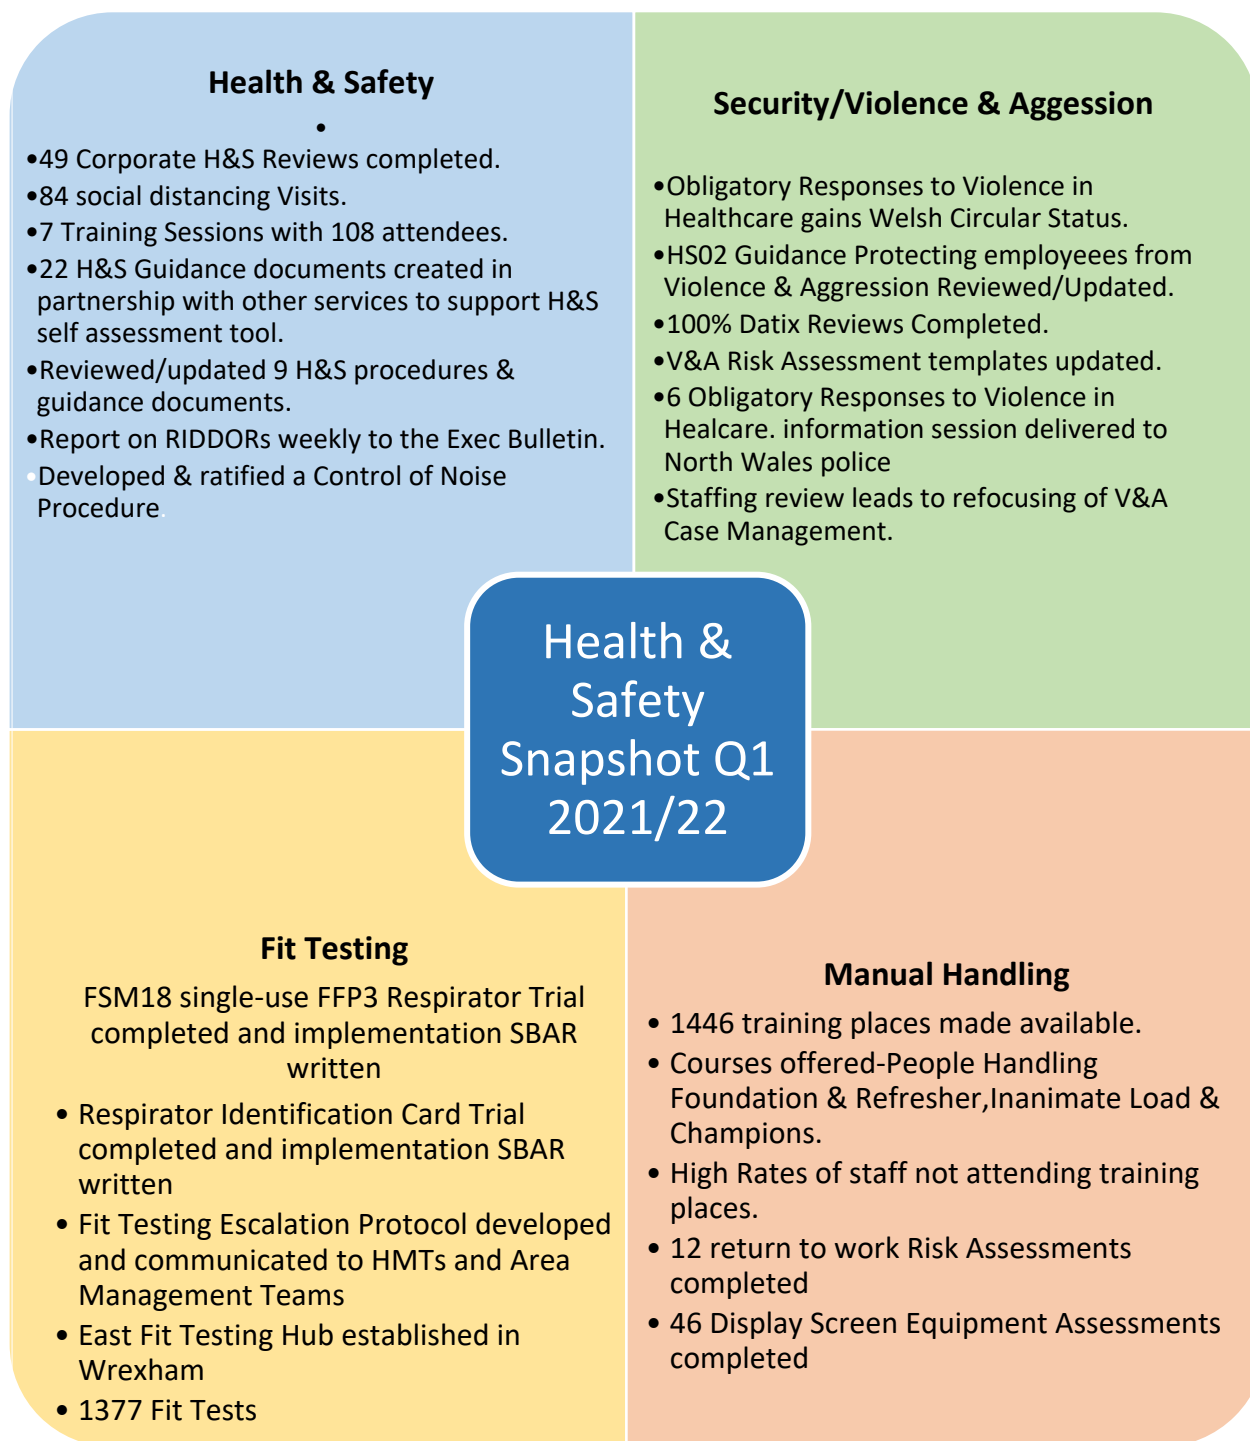 Health & Safety
•
•49 Corporate H&S Reviews completed.
•84 social distancing Visits.
•7 Training Sessions with 108 attendees.
•22 H&S Guidance documents created in
partnership with other services to support H&S
self assessment tool.
•Reviewed/updated 9 H&S procedures &
guidance documents.
•Report on RIDDORs weekly to the Exec Bulletin.
•Developed & ratified a Control of Noise
Procedure.
Security/Violence & Aggession
•Obligatory Responses to Violence in
Healthcare gains Welsh Circular Status.
•HS02 Guidance Protecting employeees from
Violence & Aggression Reviewed/Updated.
•100% Datix Reviews Completed.
•V&A Risk Assessment templates updated.
•6 Obligatory Responses to Violence in
Healcare. information session delivered to
North Wales police
•Staffing review leads to refocusing of V&A
Case Management.
Health &
Safety
Snapshot Q1
2021/22
Fit Testing
FSM18 single-use FFP3 Respirator Trial
completed and implementation SBAR
written
• Respirator Identification Card Trial
completed and implementation SBAR
written
• Fit Testing Escalation Protocol developed
and communicated to HMTs and Area
Management Teams
• East Fit Testing Hub established in
Wrexham
• 1377 Fit Tests
Manual Handling
• 1446 training places made available.
• Courses offered-People Handling
Foundation & Refresher,Inanimate Load &
Champions.
• High Rates of staff not attending training
places.
• 12 return to work Risk Assessments
completed
• 46 Display Screen Equipment Assessments
completed